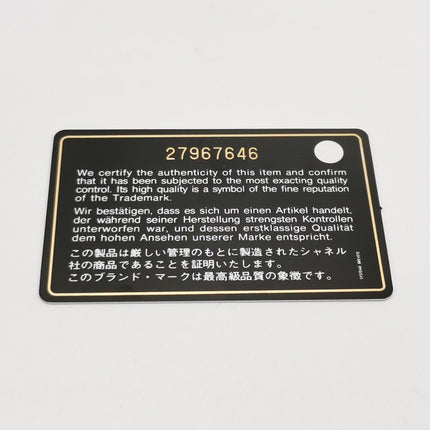 27967646
We certify the authenticity of this item and confirm
that it has been subjected to the most exacting quality
control. Its high quality is a symbol of the fine reputation
of the Trademark.
Wir bestätigen, dass es sich um einen Artikel handelt,
der während seiner Herstellung strengsten Kontrollen
unterworfen war, und dessen erstklassige Qualität
dem hohen Ansehen unserer Marke entspricht.
この製品は厳しい管理のもとに製造されたシャネル
社の商品であることを証明いたします。
このブランド・マークは最高級品質の象徴です。